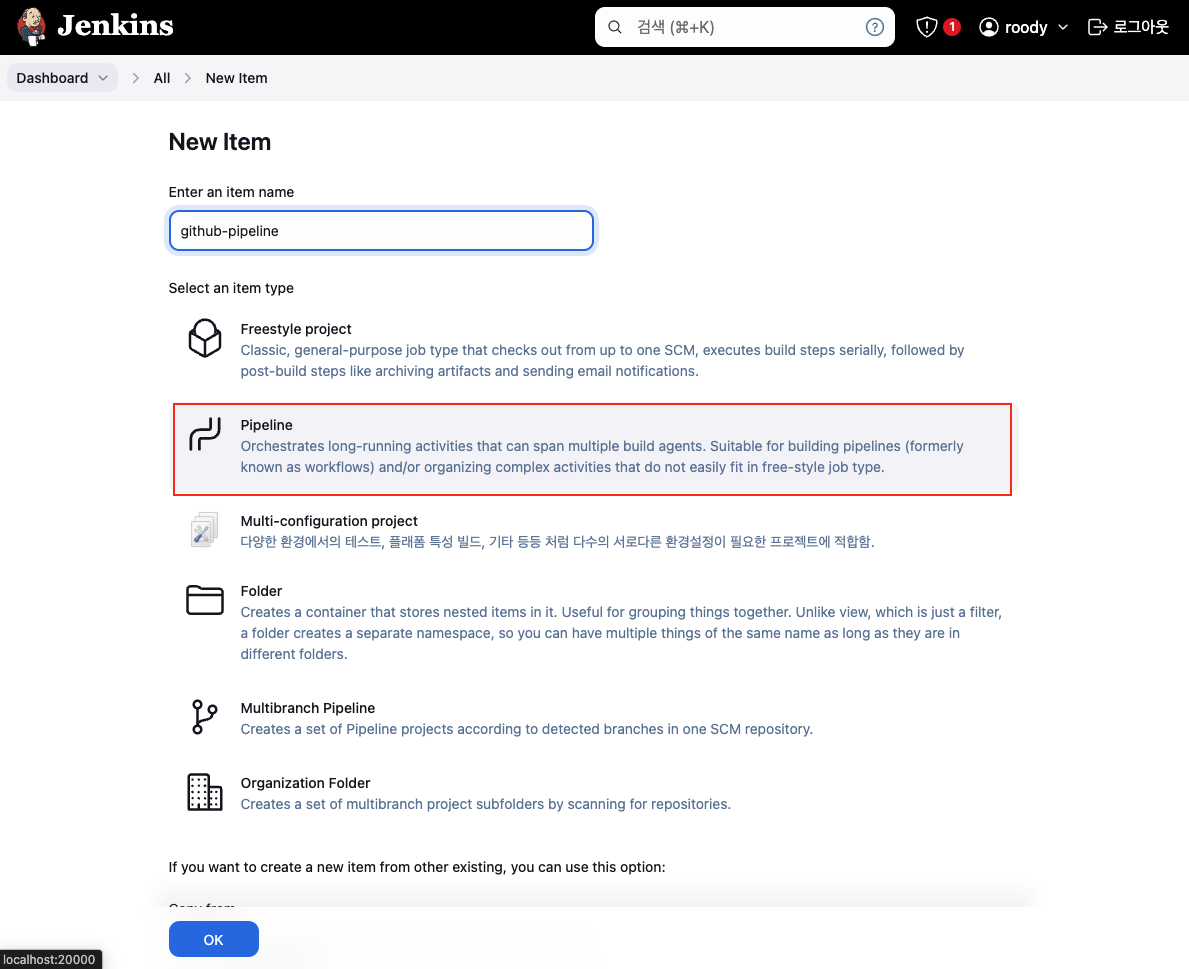 Jenkins
검색 (⌘+K)
1
roody
로그아웃
Dashboard
All
New Item
New Item
Enter an item name
github-pipeline
Select an item type
Freestyle project
Classic, general-purpose job type that checks out from up to one SCM, executes build steps serially, followed by
post-build steps like archiving artifacts and sending email notifications.
Pipeline
Orchestrates long-running activities that can span multiple build agents. Suitable for building pipelines (formerly
known as workflows) and/or organizing complex activities that do not easily fit in free-style job type.
Multi-configuration project
다양한 환경에서의 테스트, 플래폼 특성 빌드, 기타 등등 처럼 다수의 서로다른 환경설정이 필요한 프로젝트에 적합함.
Folder
Creates a container that stores nested items in it. Useful for grouping things together. Unlike view, which is just a filter,
a folder creates a separate namespace, so you can have multiple things of the same name as long as they are in
different folders.
Multibranch Pipeline
Creates a set of Pipeline projects according to detected branches in one SCM repository.
Organization Folder
Creates a set of multibranch project subfolders by scanning for repositories.
If you want to create a new item from other existing, you can use this option:
Copy from
OK
localhost:20000